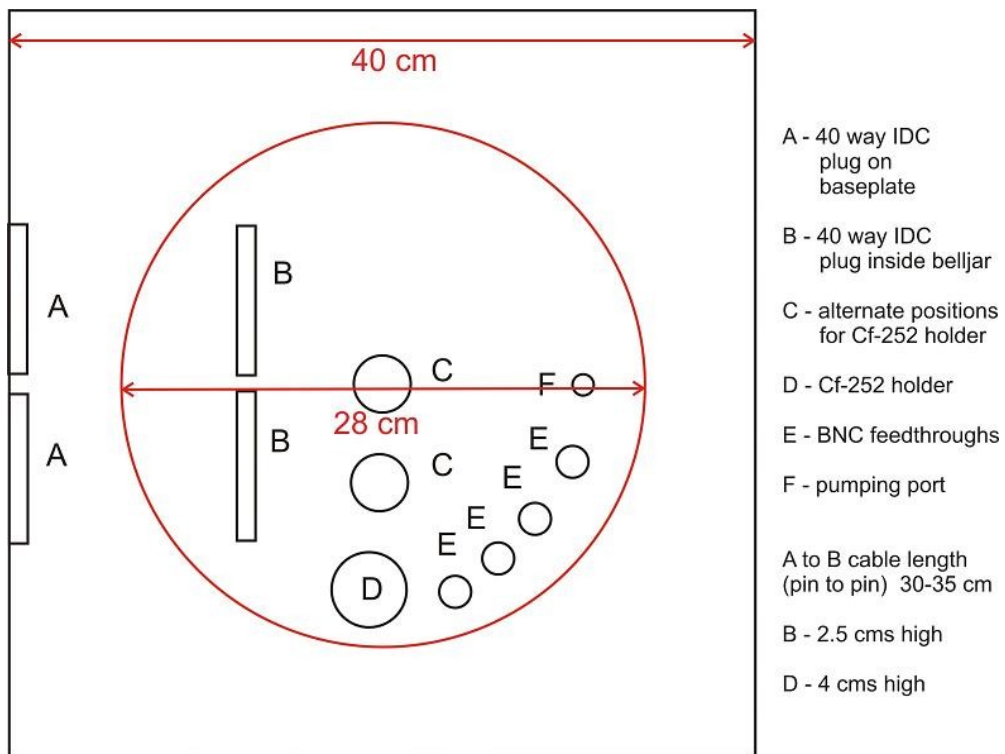 40 cm
A
B
C
F
28 cm
A
B
C
E
E
E
E
D
A - 40 way IDC
plug on
baseplate
B - 40 way IDC
plug inside belljar
C - alternate positions
for Cf-252 holder
D - Cf-252 holder
E - BNC feedthroughs
F - pumping port
A to B cable length
(pin to pin) 30-35 cm
B - 2.5 cms high
D - 4 cms high